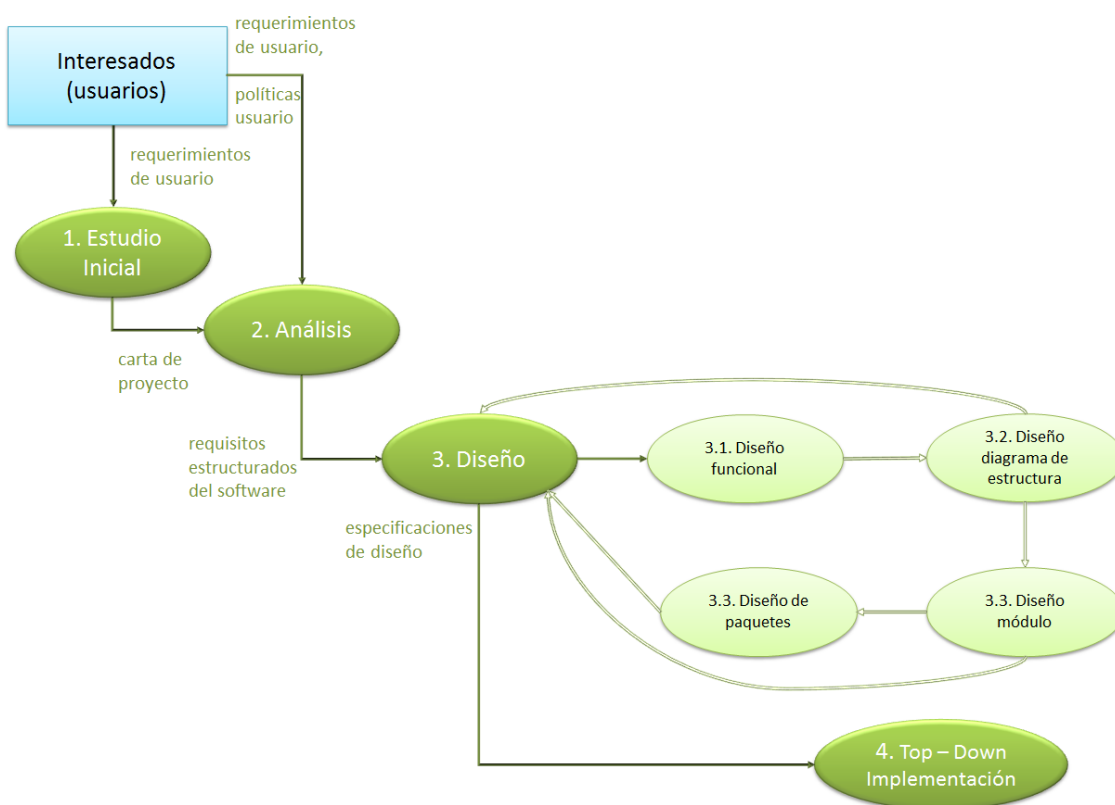 requerimientos
de usuario,
Interesados
(usuarios)
políticas
usuario
requerimientos
de usuario
1. Estudio
Inicial
2. Análisis
carta de
proyecto
requisitos
estructurados
del software
3. Diseño
3.1. Diseño
funcional
3.2. Diseño
diagrama de
estructura
especificaciones
de diseño
3.3. Diseño de
paquetes
3.3. Diseño
módulo
4. Top – Down
Implementación